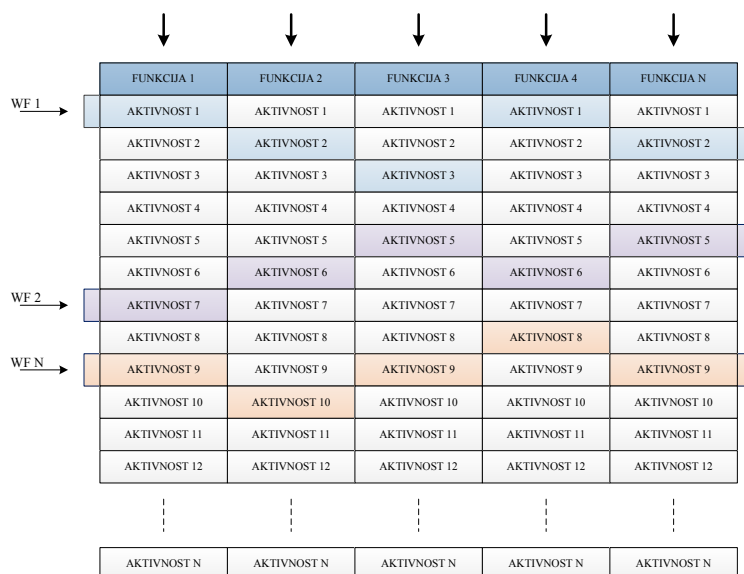 FUNKCIJA 1 FUNKCIJA 2 FUNKCIJA 3 FUNKCIJA 4 FUNKCIJA N
WF 1 AKTIVNOST 1 AKTIVNOST 1 AKTIVNOST 1 AKTIVNOST 1 AKTIVNOST 1
AKTIVNOST 2 AKTIVNOST 2 AKTIVNOST 2 AKTIVNOST 2 AKTIVNOST 2
AKTIVNOST 3 AKTIVNOST 3 AKTIVNOST 3 AKTIVNOST 3 AKTIVNOST 3
AKTIVNOST 4 AKTIVNOST 4 AKTIVNOST 4 AKTIVNOST 4 AKTIVNOST 4
AKTIVNOST 5 AKTIVNOST 5 AKTIVNOST 5 AKTIVNOST 5 AKTIVNOST 5
AKTIVNOST 6 AKTIVNOST 6 AKTIVNOST 6 AKTIVNOST 6 AKTIVNOST 6
WF 2 AKTIVNOST 7 AKTIVNOST 7 AKTIVNOST 7 AKTIVNOST 7 AKTIVNOST 7
AKTIVNOST 8 AKTIVNOST 8 AKTIVNOST 8 AKTIVNOST 8 AKTIVNOST 8
WF N AKTIVNOST 9 AKTIVNOST 9 AKTIVNOST 9 AKTIVNOST 9 AKTIVNOST 9
AKTIVNOST 10 AKTIVNOST 10 AKTIVNOST 10 AKTIVNOST 10 AKTIVNOST 10
AKTIVNOST 11 AKTIVNOST 11 AKTIVNOST 11 AKTIVNOST 11 AKTIVNOST 11
AKTIVNOST 12 AKTIVNOST 12 AKTIVNOST 12 AKTIVNOST 12 AKTIVNOST 12
AKTIVNOST N AKTIVNOST N AKTIVNOST N AKTIVNOST N AKTIVNOST N